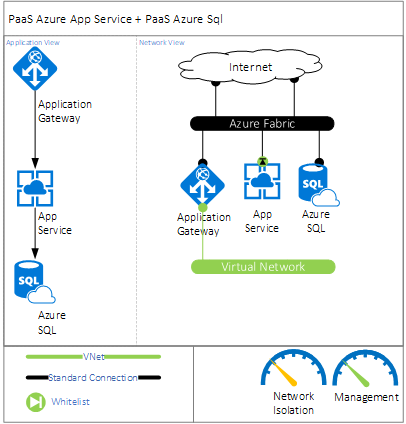 PaaS Azure App Service + PaaS Azure Sql
Application View
Network View
Application
Gateway
App
Service
SQL
Azure
SQL
Internet
Azure Fabric
Application
Gateway
App
Service
SQL
Azure
SQL
Virtual Network
VNet
Standard Connection
Whitelist
Network
Isolation
Management